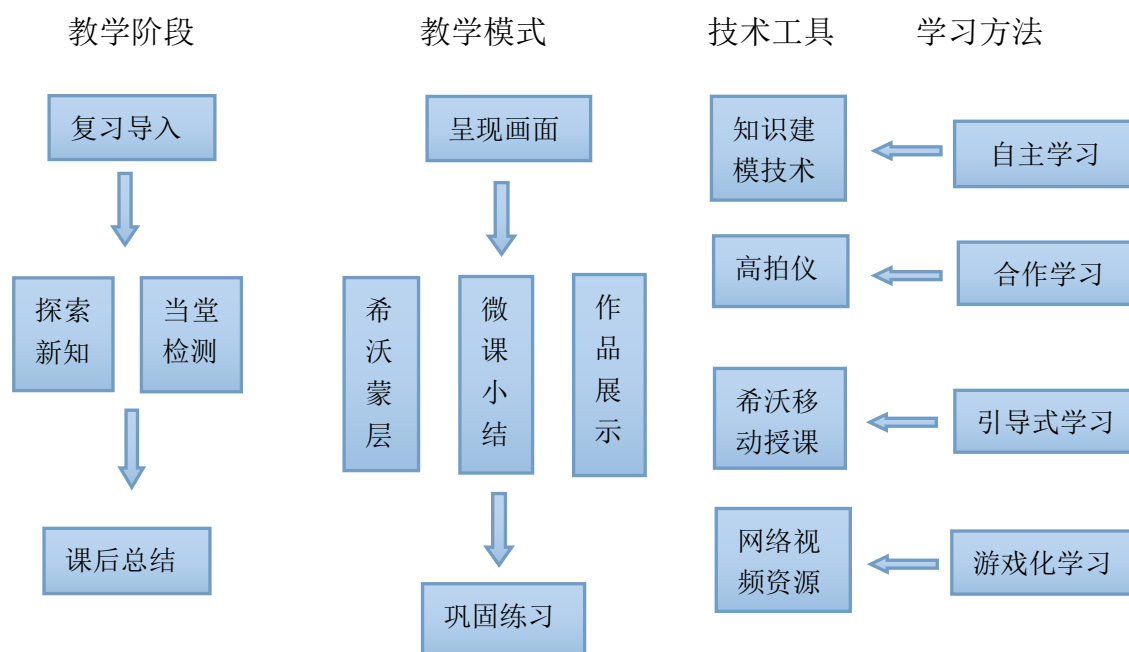 教学阶段
教学模式
技术工具
学习方法
复习导入
探索
新知
当堂
检测
课后总结
呈现画面
希
沃
蒙
层
微
课
小
结
作
品
展
示
巩固练习
知识建
模技术
高拍仪
希沃移
动授课
网络视
频资源
自主学习
合作学习
引导式学习
游戏化学习